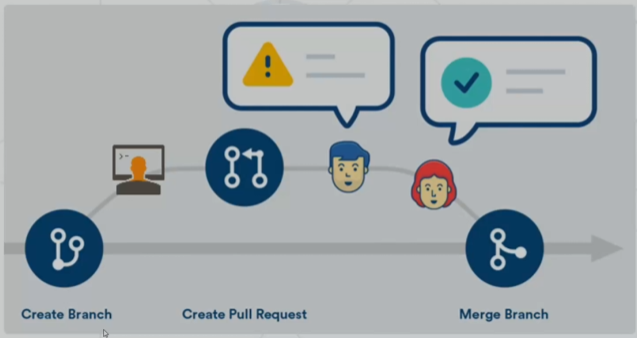 >-
Create Branch
Create Pull Request
Merge Branch